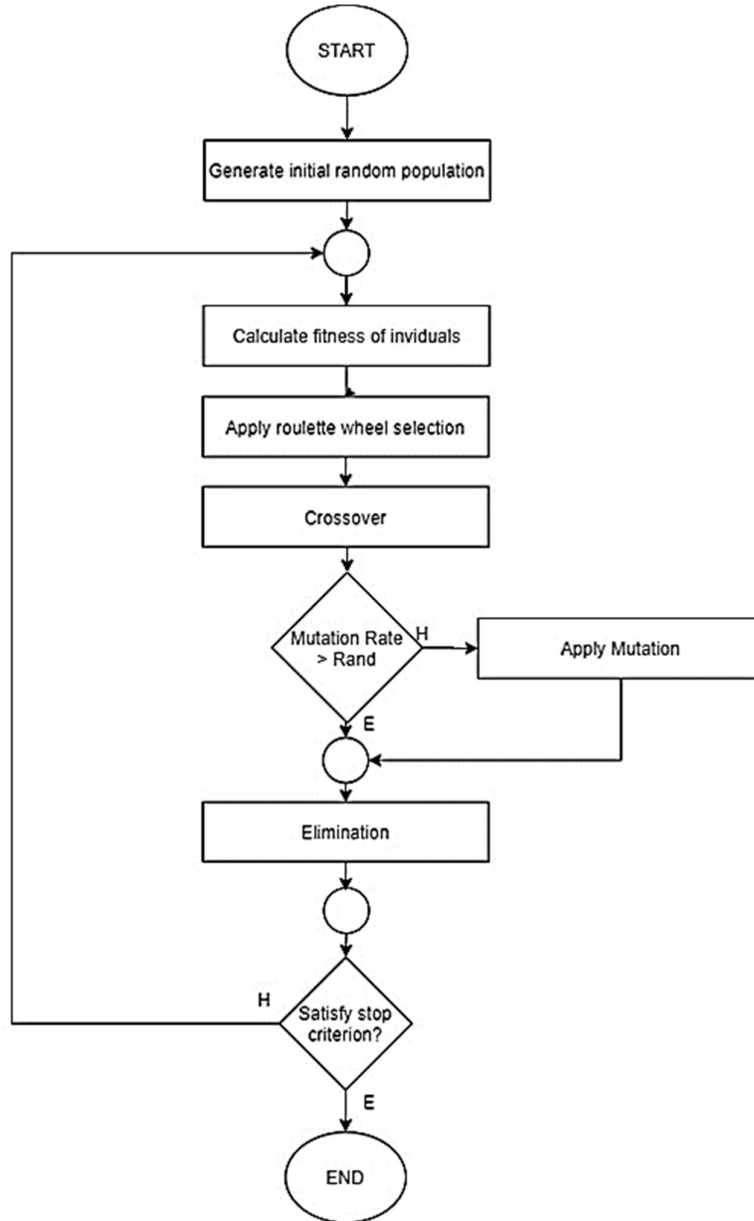 START
Generate initial random population
Calculate fitness of inviduals
Apply roulette wheel selection
Crossover
Mutation Rate
> Rand
H
Apply Mutation
E
Elimination
H
Satisfy stop
criterion?
E
END